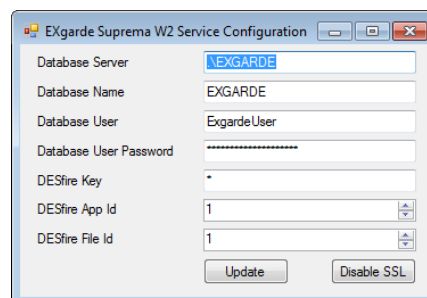 EXgarde Suprema W2 Service Configuration
Database Server .\EXGARDE
Database Name EXGARDE
Database User ExgardeUser
Database User Password ********************
DESfire Key *
DESfire App Id 1
DESfire File Id 1
Update Disable SSL